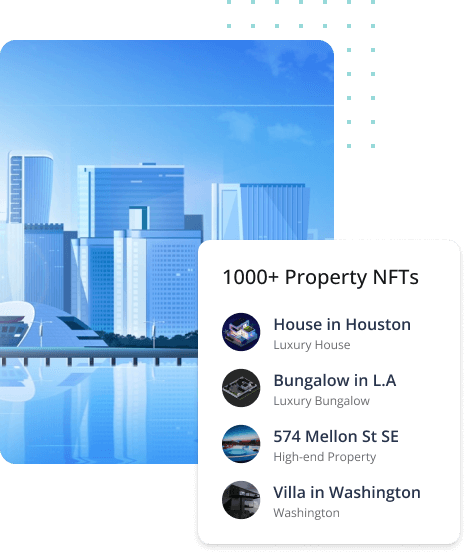 1000+ Property NFTs
House in Houston
Luxury House
Bungalow in L.A
Luxury Bungalow
574 Mellon St SE
High-end Property
Villa in Washington
Washington